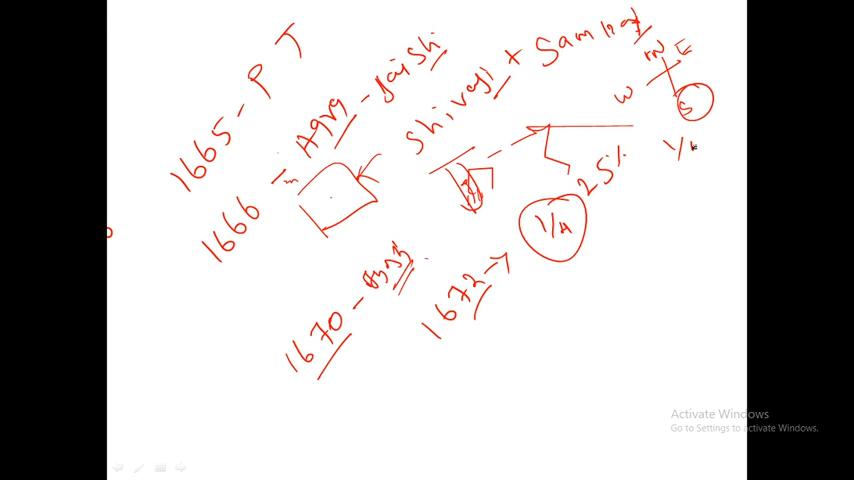 1665 - P T
1666 - Agra - Jaisi
Shivaji + Sambhaji
N E
W S
1/4
25%
1/4
1670 -
1672 →
Activate Windows
Go to Settings to activate Windows.